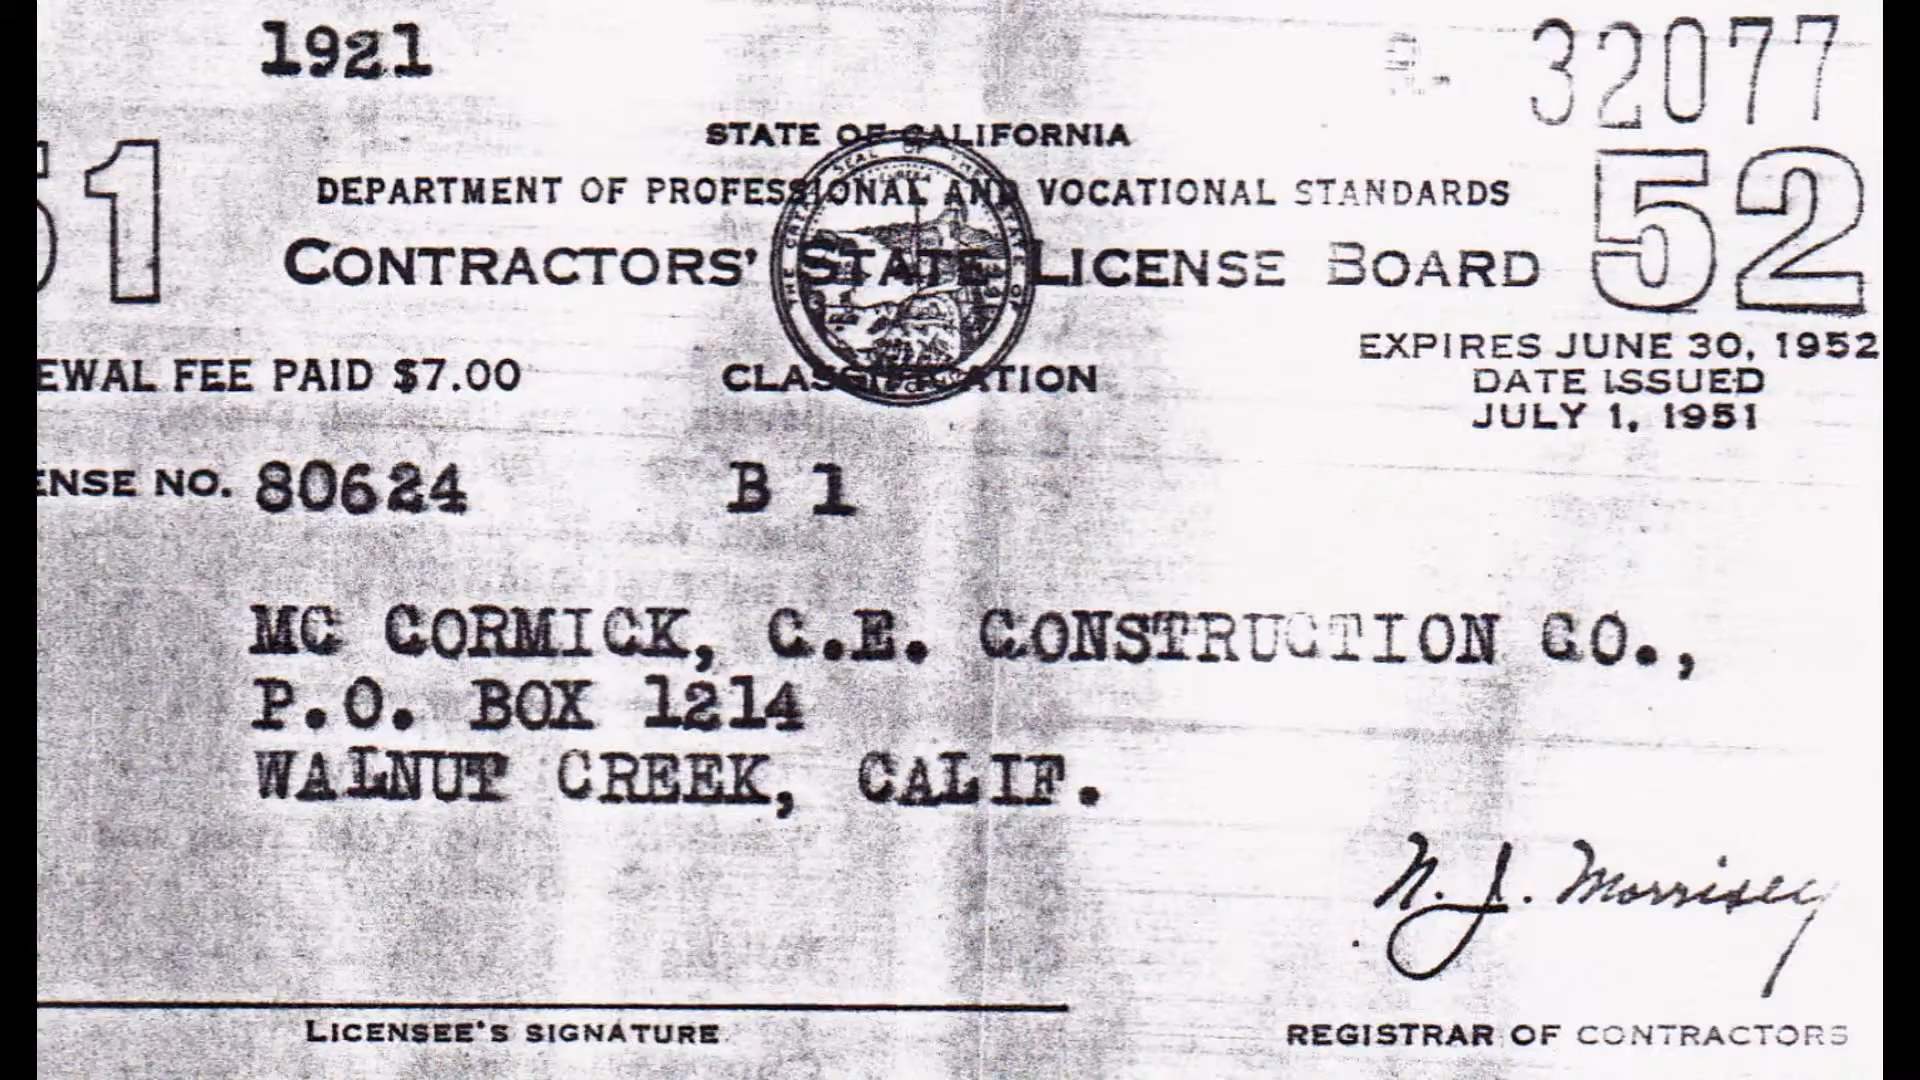 1921
32077
STATE OF CALIFORNIA
51
DEPARTMENT OF PROFESSIONAL AND VOCATIONAL STANDARDS
52
CONTRACTORS' STATE LICENSE BOARD
EXPIRES JUNE 30, 1952
EWAL FEE PAID $7.00
CLASSIFICATION
DATE ISSUED
JULY 1, 1951
ENSE NO. 80624
B 1
MC CORMICK, C.E. CONSTRUCTION CO.,
P.O. BOX 1214
WALNUT CREEK, CALIF.
N. J. Morrisey
LICENSEE'S SIGNATURE
REGISTRAR OF CONTRACTORS